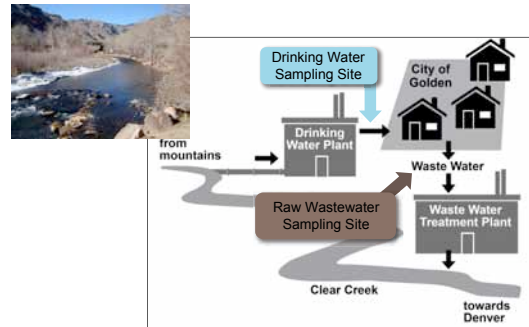 Drinking Water
Sampling Site
City of
Golden
Drinking
Water Plant
from
mountains
Waste Water
Raw Wastewater
Sampling Site
Waste Water
Treatment Plant
Clear Creek
towards
Denver